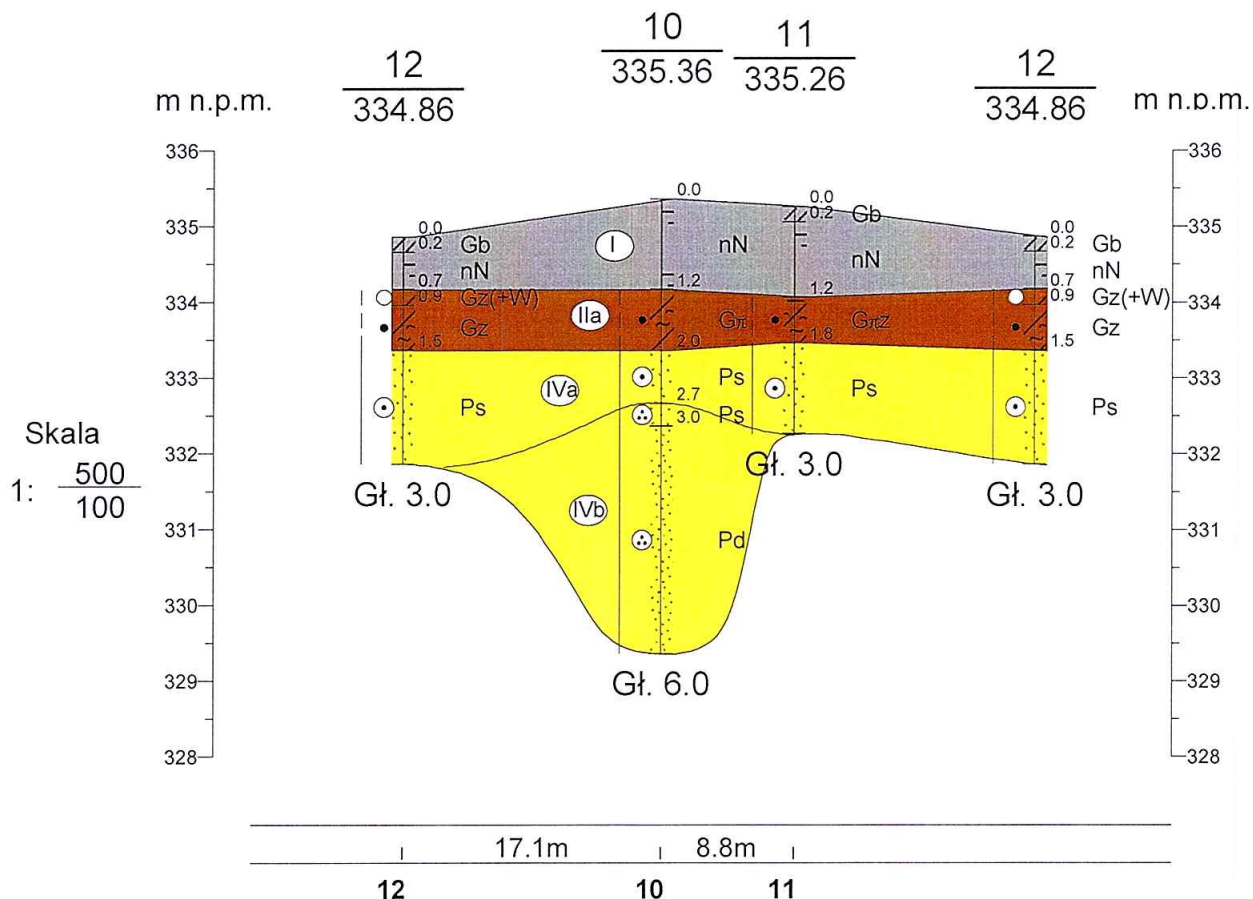 10
335.36
11
335.26
12
334.86
12
334.86
m n.p.m.
m n.p.m.
336
336
0.0
0.0
0.2
Gb
335
335
0.0
0.2
Gb
I
nN
nN
0.0
0.2
Gb
nN
nN
0.7
1.2
1.2
0.7
334
334
0.9
Gz(+W)
0.9
Gz(+W)
IIa
Gz
Gπ
Gπz
Gz
1.5
2.0
1.8
1.5
333
333
IVa
Ps
Ps
2.7
Ps
Ps
Ps
3.0
332
332
Skala
1: 500
100
Gł. 3.0
Gł. 3.0
Gł. 3.0
IVb
331
331
Pd
330
330
329
329
Gł. 6.0
328
328
17.1m
8.8m
12
10
11